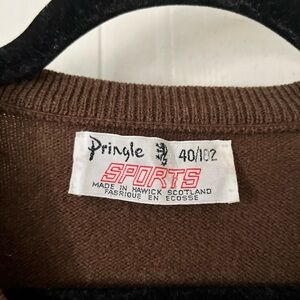 Pringle 40/102
SPORTS
MADE IN HAWICK SCOTLAND
FABRIQUE EN ECOSSE